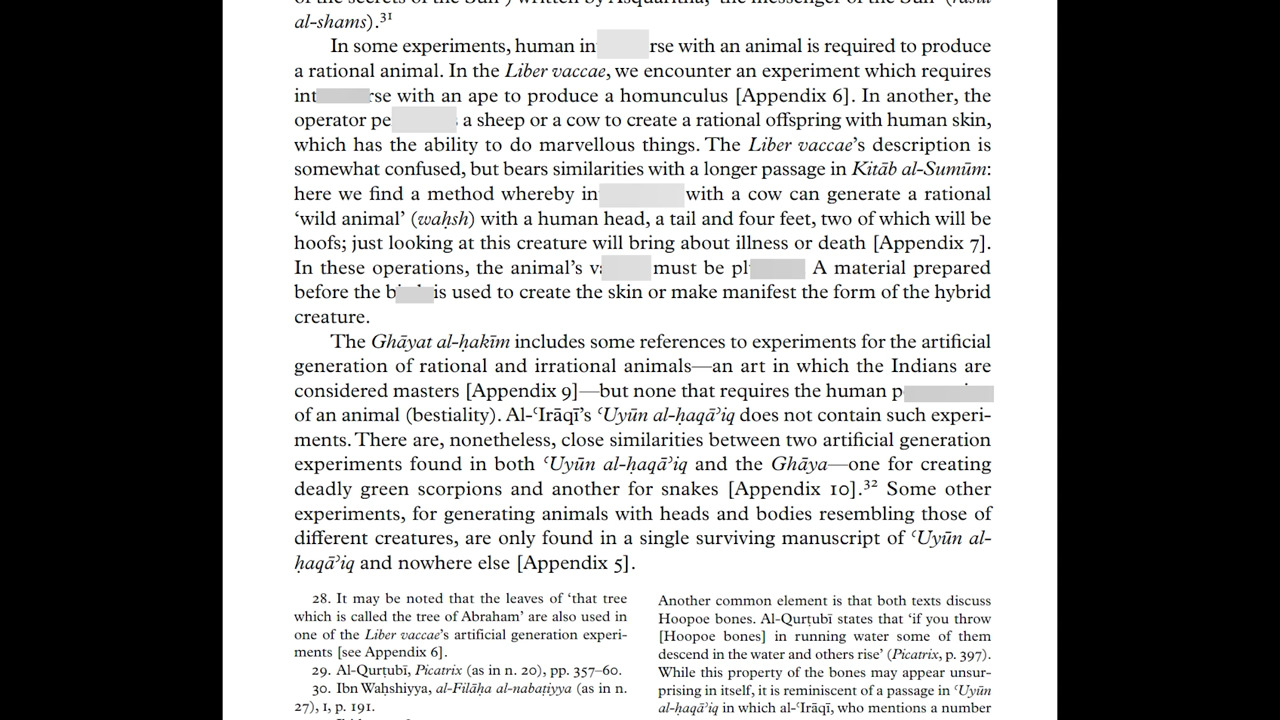 al-shams).³¹
In some experiments, human in rse with an animal is required to produce
a rational animal. In the Liber vaccae, we encounter an experiment which requires
int rse with an ape to produce a homunculus [Appendix 6]. In another, the
operator pe a sheep or a cow to create a rational offspring with human skin,
which has the ability to do marvellous things. The Liber vaccae’s description is
somewhat confused, but bears similarities with a longer passage in Kitāb al-Sumūm:
here we find a method whereby in with a cow can generate a rational
‘wild animal’ (waḥsh) with a human head, a tail and four feet, two of which will be
hoofs; just looking at this creature will bring about illness or death [Appendix 7].
In these operations, the animal’s v must be pl A material prepared
before the b is used to create the skin or make manifest the form of the hybrid
creature.
The Ghāyat al-ḥakīm includes some references to experiments for the artificial
generation of rational and irrational animals—an art in which the Indians are
considered masters [Appendix 9]—but none that requires the human p
of an animal (bestiality). Al-ʿIrāqī’s ʿUyūn al-ḥaqāʾiq does not contain such experi-
ments. There are, nonetheless, close similarities between two artificial generation
experiments found in both ʿUyūn al-ḥaqāʾiq and the Ghāya—one for creating
deadly green scorpions and another for snakes [Appendix 10].³² Some other
experiments, for generating animals with heads and bodies resembling those of
different creatures, are only found in a single surviving manuscript of ʿUyūn al-
ḥaqāʾiq and nowhere else [Appendix 5].
28. It may be noted that the leaves of ‘that tree
which is called the tree of Abraham’ are also used in
one of the Liber vaccae’s artificial generation experi-
ments [see Appendix 6].
29. Al-Qurṭubī, Picatrix (as in n. 20), pp. 357–60.
30. Ibn Waḥshiyya, al-Filāḥa al-nabaṭiyya (as in n.
27), I, p. 191.
Another common element is that both texts discuss
Hoopoe bones. Al-Qurṭubī states that ‘if you throw
[Hoopoe bones] in running water some of them
descend in the water and others rise’ (Picatrix, p. 397).
While this property of the bones may appear unsur-
prising in itself, it is reminiscent of a passage in ʿUyūn
al-ḥaqāʾiq in which al-ʿIrāqī, who mentions a number